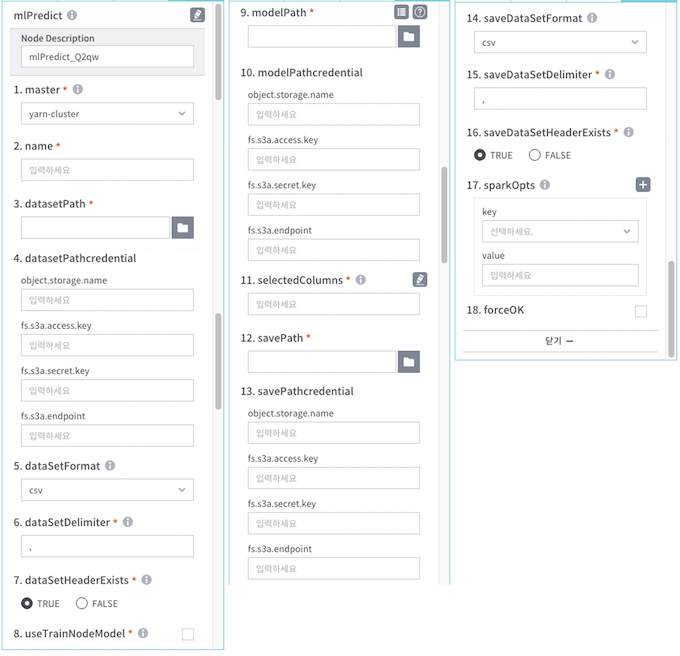 mlPredict
Node Description
mlPredict_Q2qw
1. master *
yarn-cluster
2. name *
입력하세요
3. datasetPath *
4. datasetPathcredential
object.storage.name
입력하세요
fs.s3a.access.key
입력하세요
fs.s3a.secret.key
입력하세요
fs.s3a.endpoint
입력하세요
5. dataSetFormat
csv
6. dataSetDelimiter *
,
7. dataSetHeaderExists *
TRUE FALSE
8. useTrainNodeModel *
9. modelPath *
10. modelPathcredential
object.storage.name
입력하세요
fs.s3a.access.key
입력하세요
fs.s3a.secret.key
입력하세요
fs.s3a.endpoint
입력하세요
11. selectedColumns *
입력하세요
12. savePath *
13. savePathcredential
object.storage.name
입력하세요
fs.s3a.access.key
입력하세요
fs.s3a.secret.key
입력하세요
fs.s3a.endpoint
입력하세요
14. saveDataSetFormat
csv
15. saveDataSetDelimiter *
,
16. saveDataSetHeaderExists *
TRUE FALSE
17. sparkOpts
key
선택하세요.
value
입력하세요
18. forceOK
닫기 –